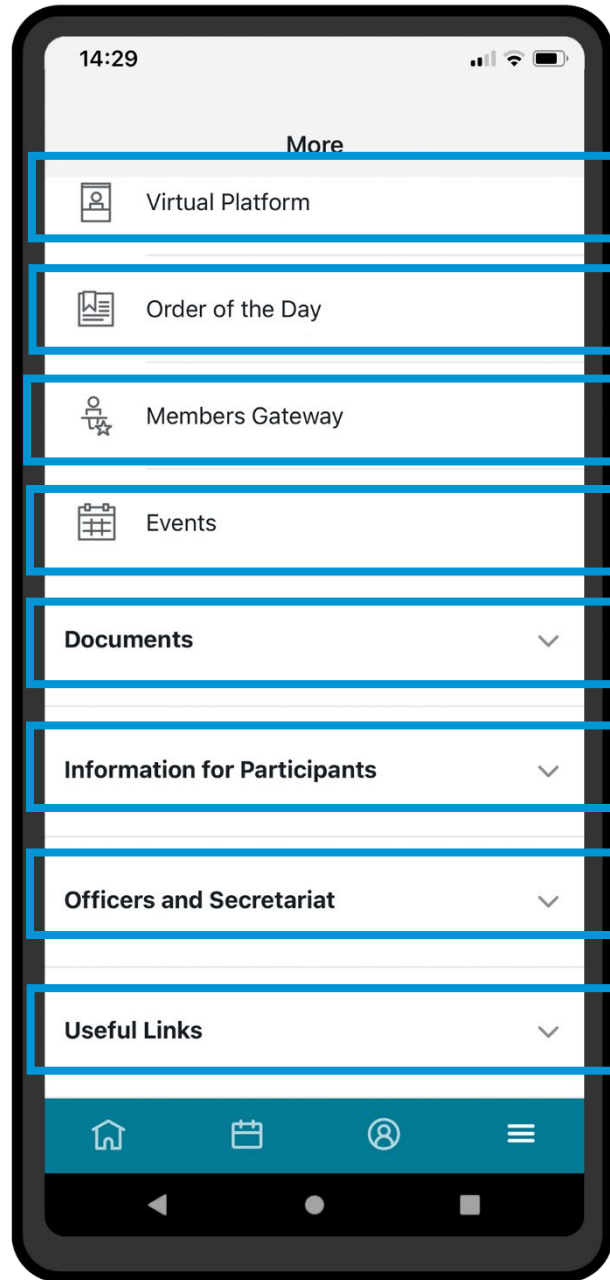 14:29
More
Virtual Platform
Order of the Day
Members Gateway
Events
Documents
Information for Participants
Officers and Secretariat
Useful Links